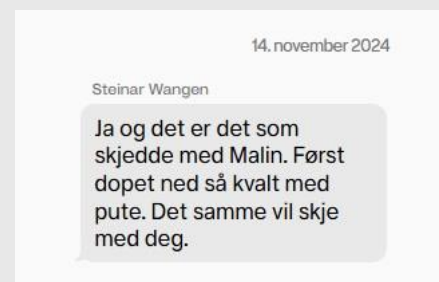 14. november 2024
Steinar Wangen
Ja og det er det som
skjedde med Malin. Først
dopet ned så kvalt med
pute. Det samme vil skje
med deg.